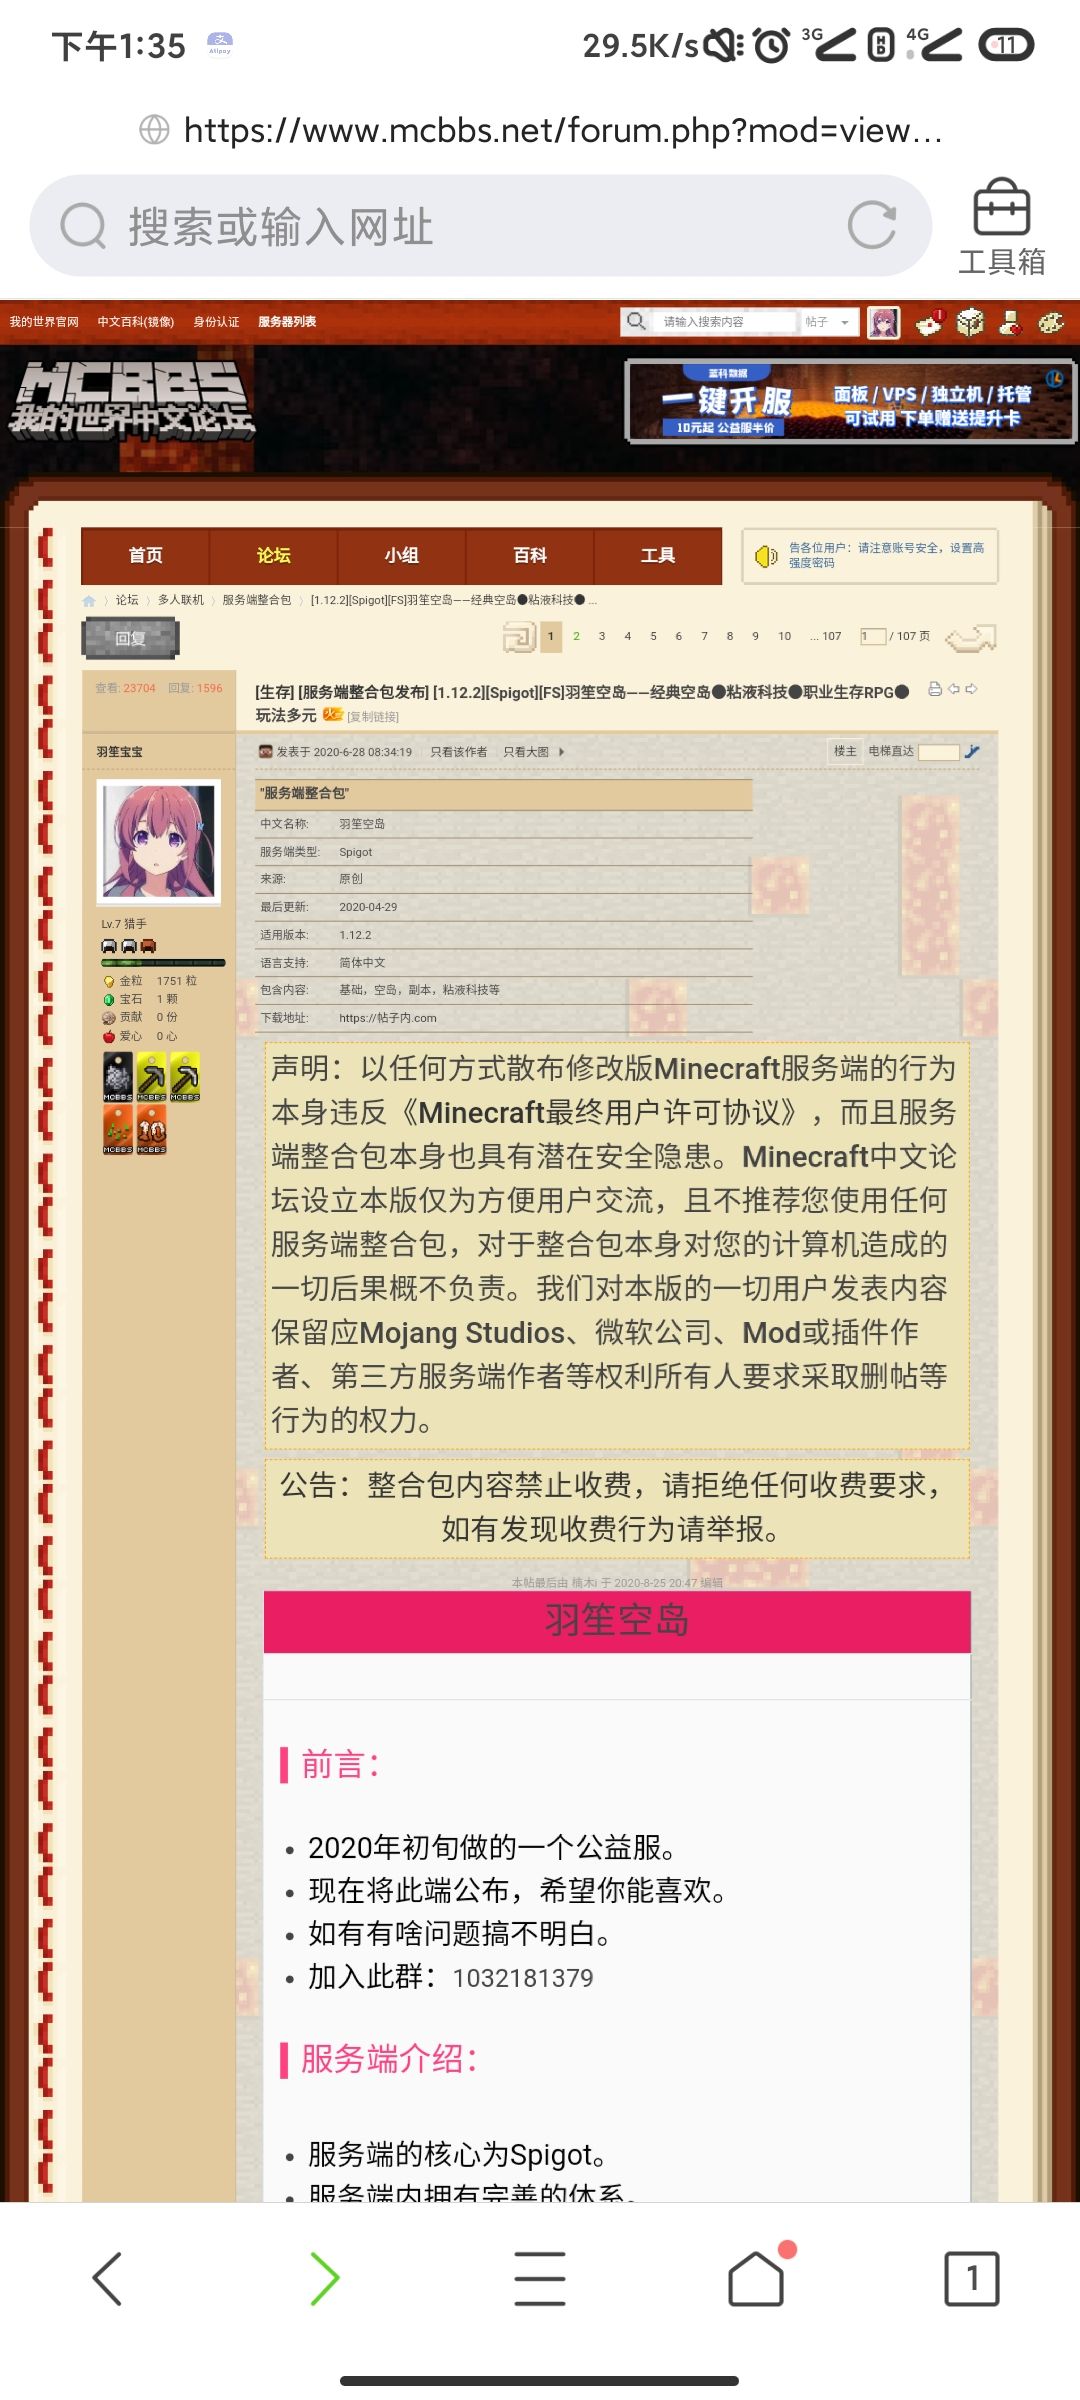 下午1:35
Alipay
29.5K/s
3G
HD
4G
11
https://www.mcbbs.net/forum.php?mod=view...
搜索或输入网址
工具箱
我的世界官网 中文百科(镜像) 身份认证 服务器列表
请输入搜索内容 帖子
MCBBS
我的世界中文论坛
蓝科数据
一键开服
10元起 公益服半价
面板 / VPS / 独立机 / 托管
可试用 下单赠送提升卡
首页 论坛 小组 百科 工具
告各位用户：请注意账号安全，设置高
强度密码
论坛 › 多人联机 › 服务端整合包 › [1.12.2][Spigot][FS]羽笙空岛——经典空岛●粘液科技● ...
回复
1 2 3 4 5 6 7 8 9 10 ... 107 1 / 107 页
查看: 23704 回复: 1596
[生存] [服务端整合包发布] [1.12.2][Spigot][FS]羽笙空岛——经典空岛●粘液科技●职业生存RPG●
玩法多元 [复制链接]
羽笙宝宝
发表于 2020-6-28 08:34:19 只看该作者 只看大图
楼主 电梯直达
"服务端整合包"
中文名称: 羽笙空岛
服务端类型: Spigot
来源: 原创
最后更新: 2020-04-29
适用版本: 1.12.2
语言支持: 简体中文
包含内容: 基础，空岛，副本，粘液科技等
下载地址: https://帖子内.com
Lv.7 猎手
金粒 1751 粒
宝石 1 颗
贡献 0 份
爱心 0 心
MCBBS MCBBS MCBBS
MCBBS 10 MCBBS
声明：以任何方式散布修改版Minecraft服务端的行为
本身违反《Minecraft最终用户许可协议》，而且服务
端整合包本身也具有潜在安全隐患。Minecraft中文论
坛设立本版仅为方便用户交流，且不推荐您使用任何
服务端整合包，对于整合包本身对您的计算机造成的
一切后果概不负责。我们对本版的一切用户发表内容
保留应Mojang Studios、微软公司、Mod或插件作
者、第三方服务端作者等权利所有人要求采取删帖等
行为的权力。
公告：整合包内容禁止收费，请拒绝任何收费要求，
如有发现收费行为请举报。
本帖最后由 楠木i 于 2020-8-25 20:47 编辑
羽笙空岛
前言：
• 2020年初旬做的一个公益服。
• 现在将此端公布，希望你能喜欢。
• 如有有啥问题搞不明白。
• 加入此群：1032181379
服务端介绍：
• 服务端的核心为Spigot。
• 服务端内拥有完善的体系。
1